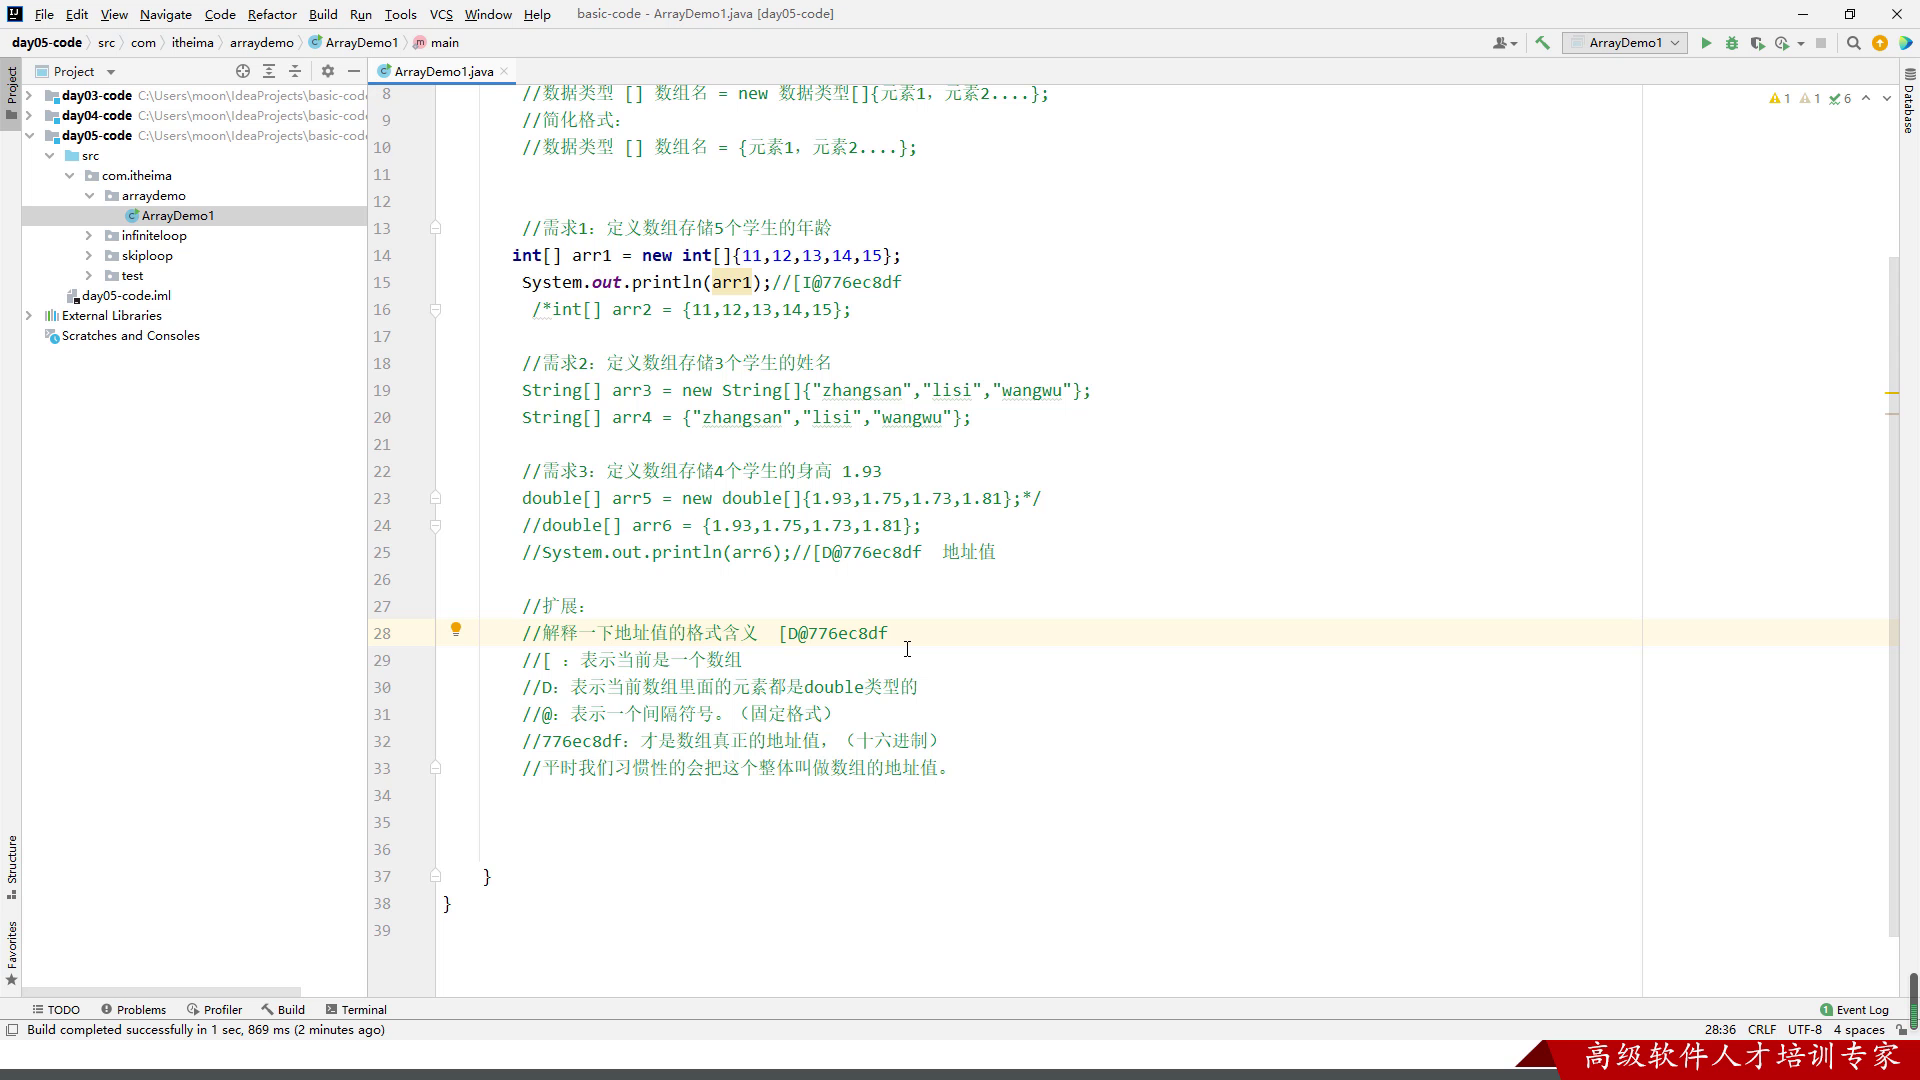 File Edit View Navigate Code Refactor Build Run Tools VCS Window Help basic-code - ArrayDemo1.java [day05-code]
day05-code src com itheima arraydemo ArrayDemo1 main ArrayDemo1
Project ArrayDemo1.java
Project
day03-code C:\Users\moon\IdeaProjects\basic-code
day04-code C:\Users\moon\IdeaProjects\basic-code
day05-code C:\Users\moon\IdeaProjects\basic-code
src
com.itheima
arraydemo
ArrayDemo1
infiniteloop
skiploop
test
day05-code.iml
External Libraries
Scratches and Consoles
8 //数据类型 [] 数组名 = new 数据类型[]{元素1，元素2....};
9 //简化格式：
10 //数据类型 [] 数组名 = {元素1，元素2....};
11
12
13 //需求1：定义数组存储5个学生的年龄
14 int[] arr1 = new int[]{11,12,13,14,15};
15 System.out.println(arr1);//[I@776ec8df
16 /*int[] arr2 = {11,12,13,14,15};
17
18 //需求2：定义数组存储3个学生的姓名
19 String[] arr3 = new String[]{"zhangsan","lisi","wangwu"};
20 String[] arr4 = {"zhangsan","lisi","wangwu"};
21
22 //需求3：定义数组存储4个学生的身高 1.93
23 double[] arr5 = new double[]{1.93,1.75,1.73,1.81};*/
24 //double[] arr6 = {1.93,1.75,1.73,1.81};
25 //System.out.println(arr6);//[D@776ec8df 地址值
26
27 //扩展：
28 //解释一下地址值的格式含义 [D@776ec8df
29 //[ ：表示当前是一个数组
30 //D：表示当前数组里面的元素都是double类型的
31 //@：表示一个间隔符号。（固定格式）
32 //776ec8df：才是数组真正的地址值，（十六进制）
33 //平时我们习惯性的会把这个整体叫做数组的地址值。
34
35
36
37 }
38 }
39
1 1 6
Database
Structure
Favorites
TODO Problems Profiler Build Terminal 1 Event Log
Build completed successfully in 1 sec, 869 ms (2 minutes ago) 28:36 CRLF UTF-8 4 spaces
高级软件人才培训专家